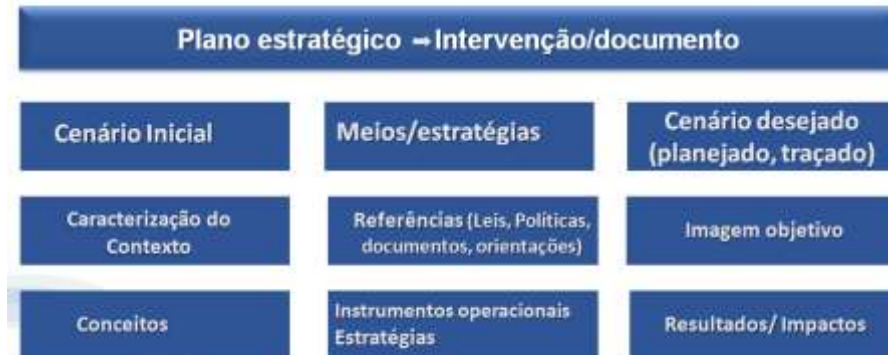 Plano estratégico → Intervenção/documento
Cenário Inicial
Meios/estratégias
Cenário desejado
(planejado, traçado)
Caracterização do
Contexto
Referências (Leis, Políticas,
documentos, orientações)
Imagem objetivo
Conceitos
Instrumentos operacionais
Estratégias
Resultados/ Impactos